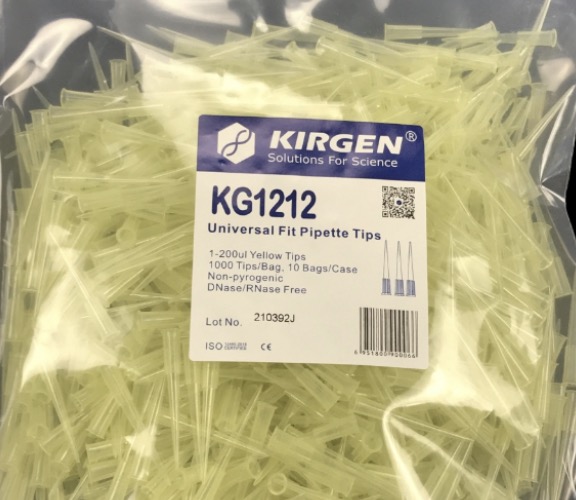 KIRGEN®
Solutions For Science
KG1212
Universal Fit Pipette Tips
1-200ul Yellow Tips
1000 Tips/Bag, 10 Bags/Case
Non-pyrogenic
DNase/RNase Free
Lot No. 210392J
ISO CE